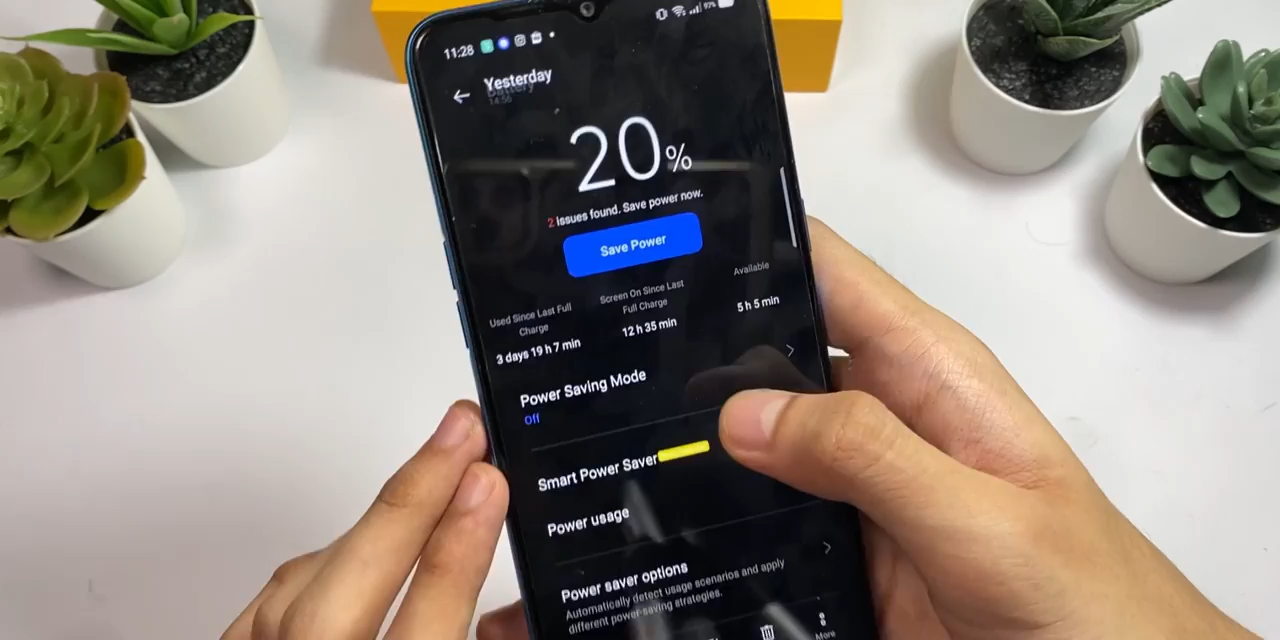 11:28
97%
Yesterday
Battery
14:56
20%
2 issues found. Save power now.
Save Power
Used Since Last Full
Charge
3 days 19 h 7 min
Screen On Since Last
Full Charge
12 h 35 min
Available
5 h 5 min
Power Saving Mode
Off
Smart Power Saver
Power usage
Power saver options
Automatically detect usage scenarios and apply
different power-saving strategies.
More